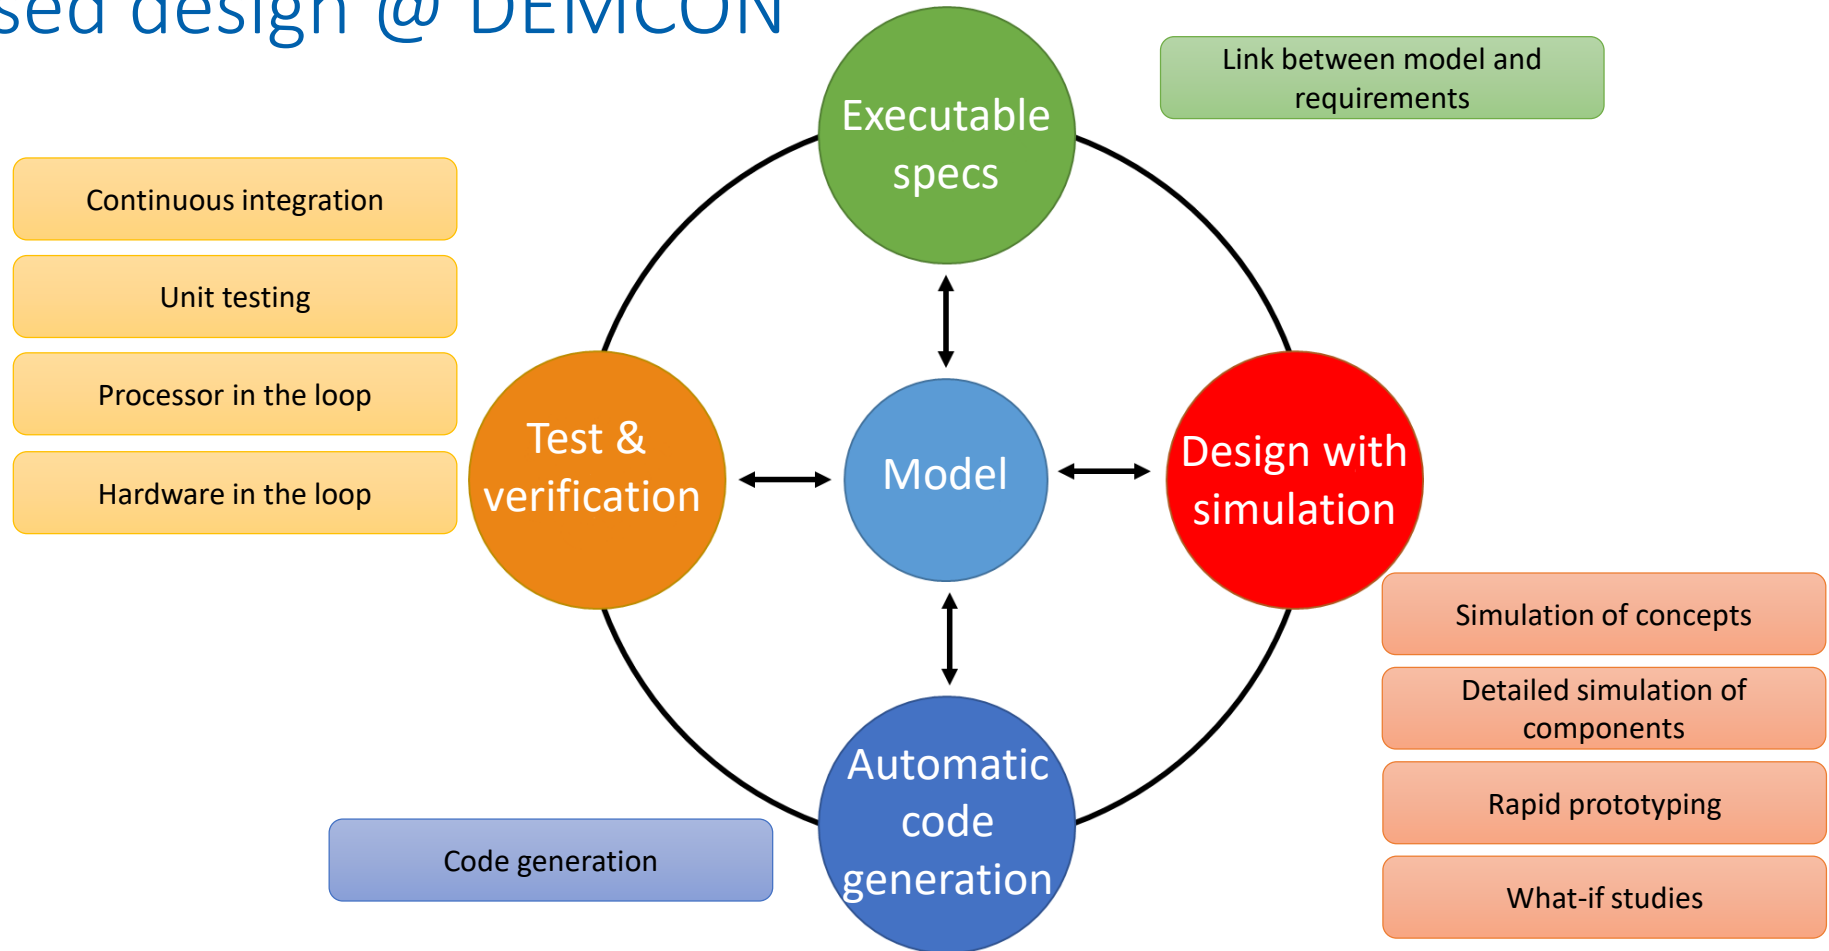 sed design @ DEMCON
Link between model and
requirements
Executable
specs
Continuous integration
Unit testing
Processor in the loop
Hardware in the loop
Test &
verification
Model
Design with
simulation
Simulation of concepts
Detailed simulation of
components
Rapid prototyping
What-if studies
Automatic
code
generation
Code generation